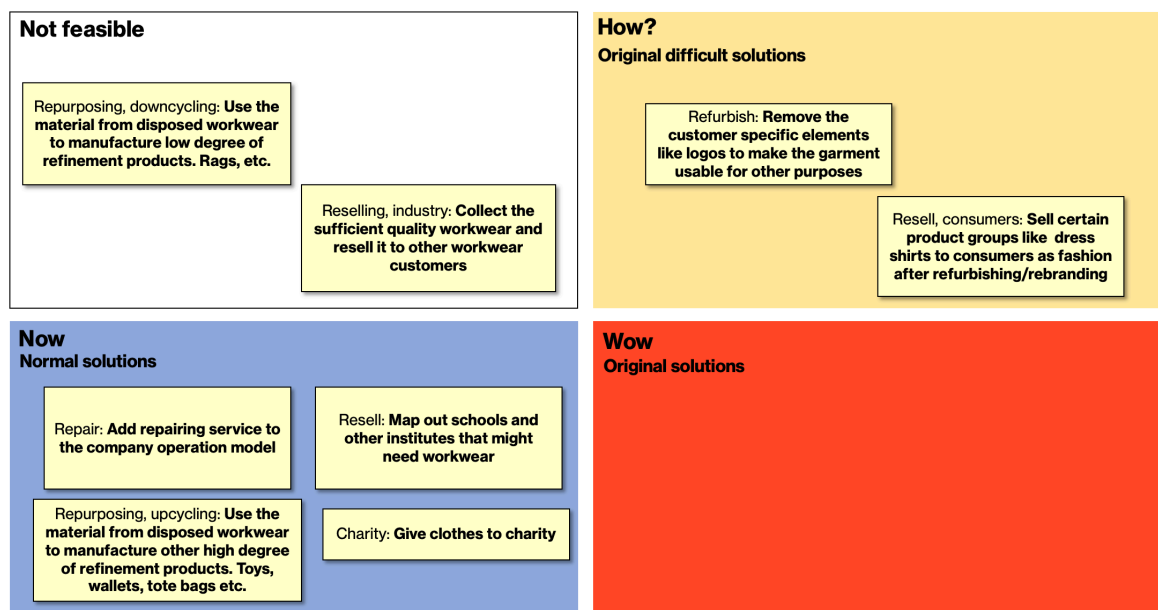 Not feasible
Repurposing, downcycling: Use the
material from disposed workwear
to manufacture low degree of
refinement products. Rags, etc.
Reselling, industry: Collect the
sufficient quality workwear and
resell it to other workwear
customers
How?
Original difficult solutions
Refurbish: Remove the
customer specific elements
like logos to make the garment
usable for other purposes
Resell, consumers: Sell certain
product groups like dress
shirts to consumers as fashion
after refurbishing/rebranding
Now
Normal solutions
Repair: Add repairing service to
the company operation model
Resell: Map out schools and
other institutes that might
need workwear
Repurposing, upcycling: Use the
material from disposed workwear
to manufacture other high degree
of refinement products. Toys,
wallets, tote bags etc.
Charity: Give clothes to charity
Wow
Original solutions